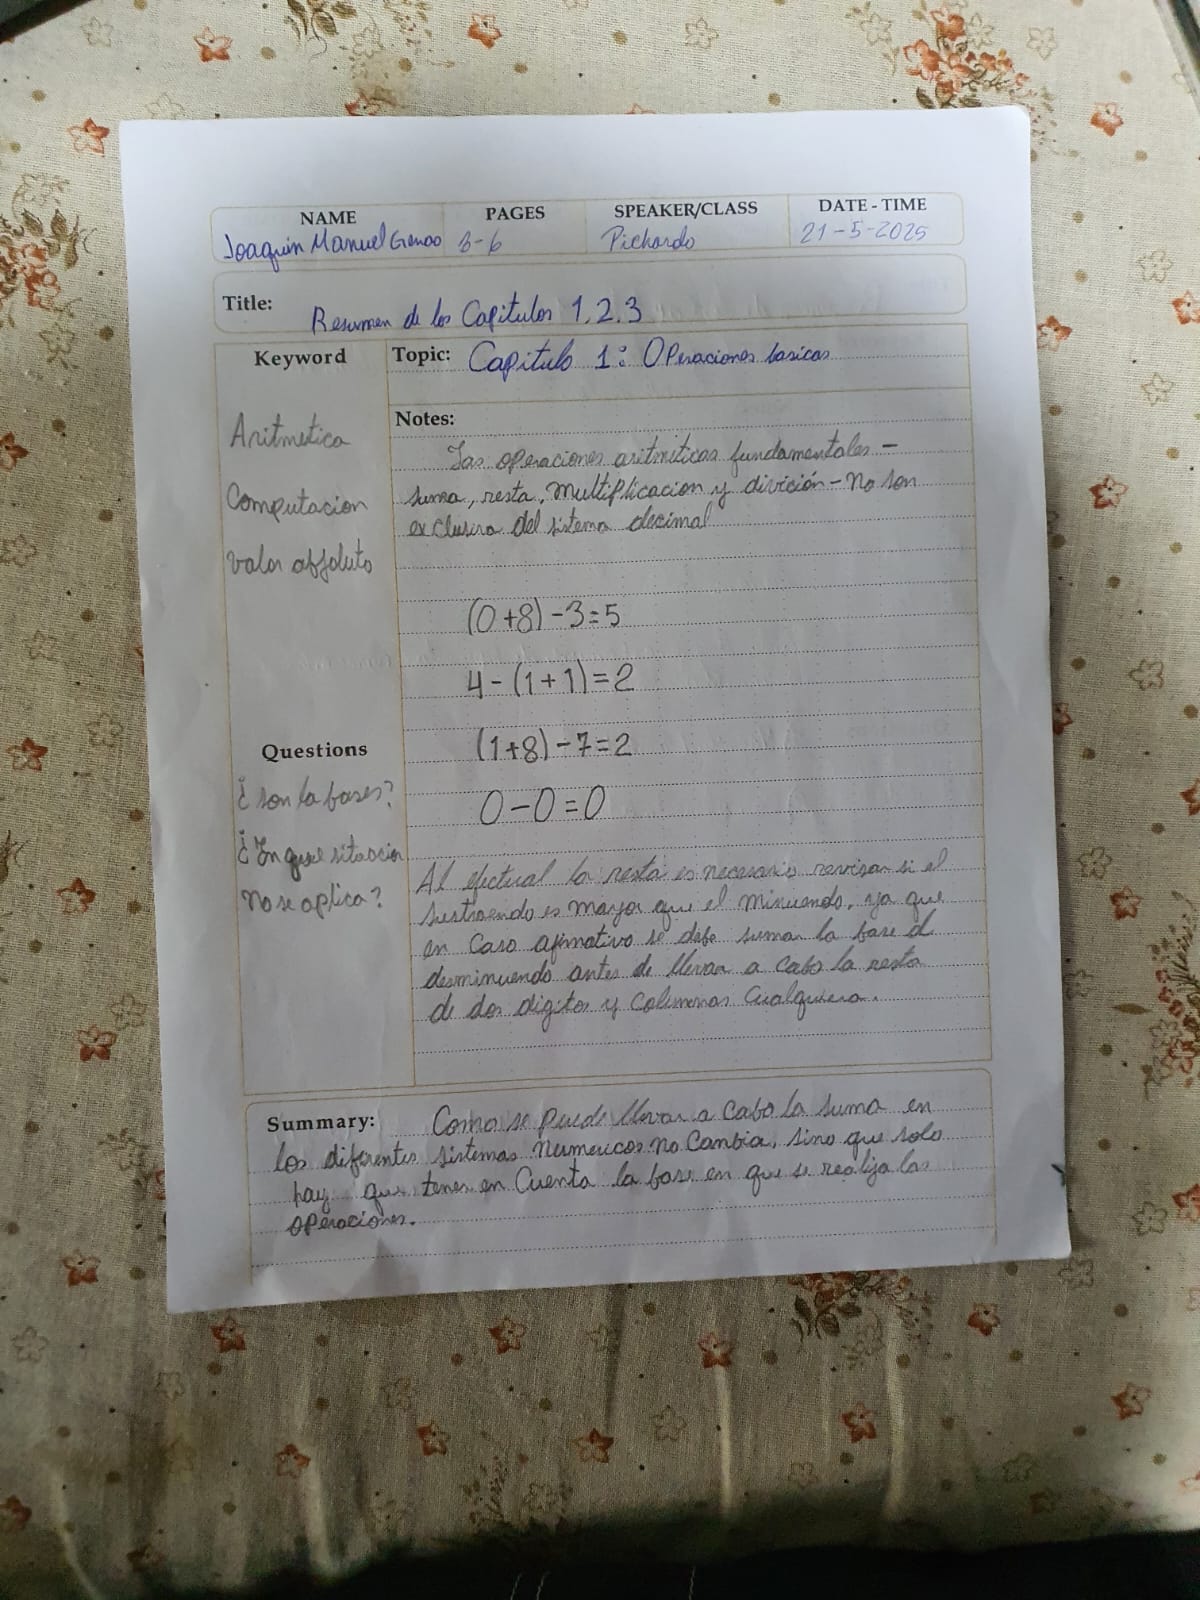 NAME PAGES SPEAKER/CLASS DATE - TIME
Joaquin Manuel 3-6 Pichardo 21-5-2025
Title: Resumen de los Capitulos 1,2.3
Keyword
Topic: Capitulo 1: Operaciones basicas
Aritmetica
Computacion
valor absoluto
Notes:
Las operaciones aritmeticas fundamentales -
suma, resta, multiplicacion y división - No son
exclusiva del sistema decimal
(0+8)-3=5
4-(1+1)=2
(1+8)-7=2
0-0=0
Questions
¿son la bases?
¿En qual sitaocion
No se aplica?
Al efectual la resta es necesario revisar si el
sustraendo es mayor que el minuendo, ya que
en caso afimativo se debe sumar la base d
desminuendo antes de llevar a cabo la resta
de dos digitos y columnas cualquiera.
Summary: Como se puede llevar a cabo la suma en
los diferentes sistemas numericos no cambia, sino que solo
hay que tener en cuenta la base en que se realiza las
operaciones.